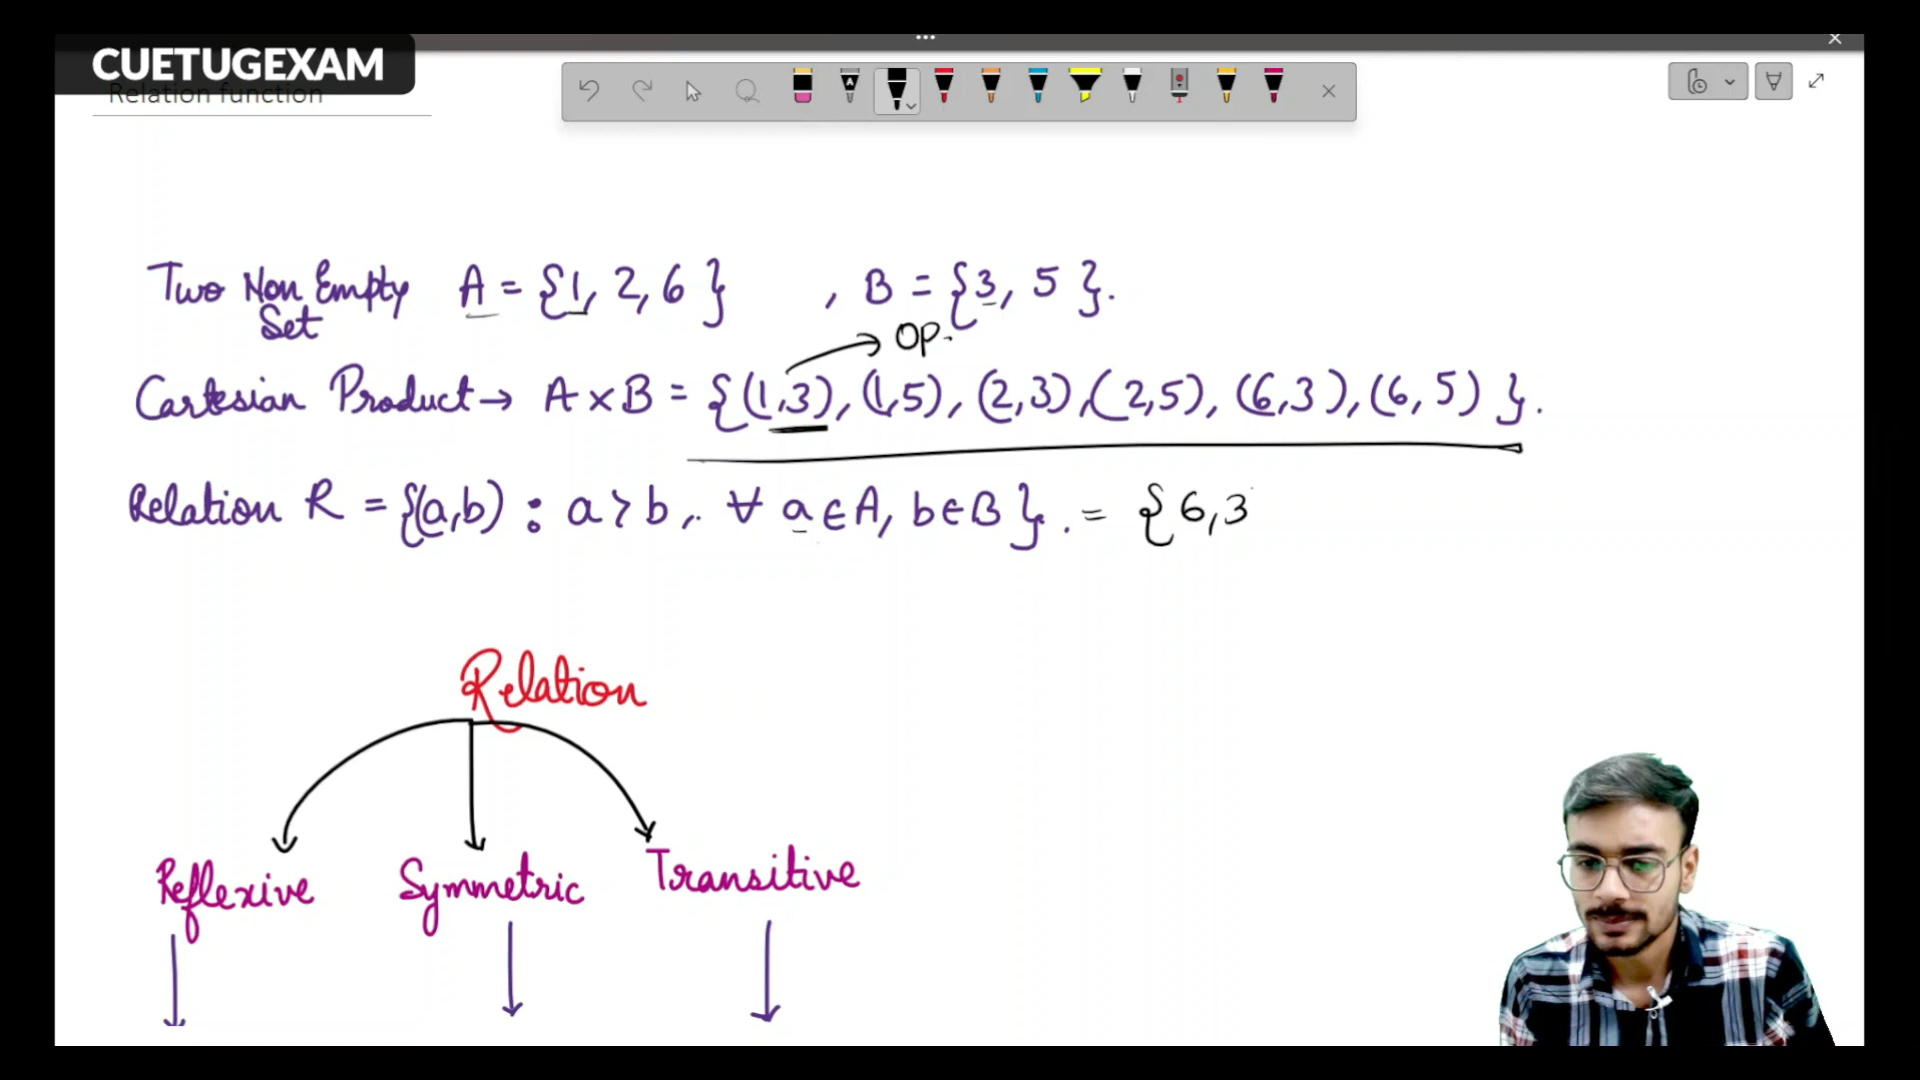 CUETUGEXAM
Relation function
Two Non Empty Set A = {1, 2, 6} , B = {3, 5}.
OP.
Cartesian Product → A × B = {(1,3), (1,5), (2,3), (2,5), (6,3), (6,5)}.
Relation R = {(a,b) : a > b, ∀ a ∈ A, b ∈ B}. = {6,3
Relation
Reflexive Symmetric Transitive